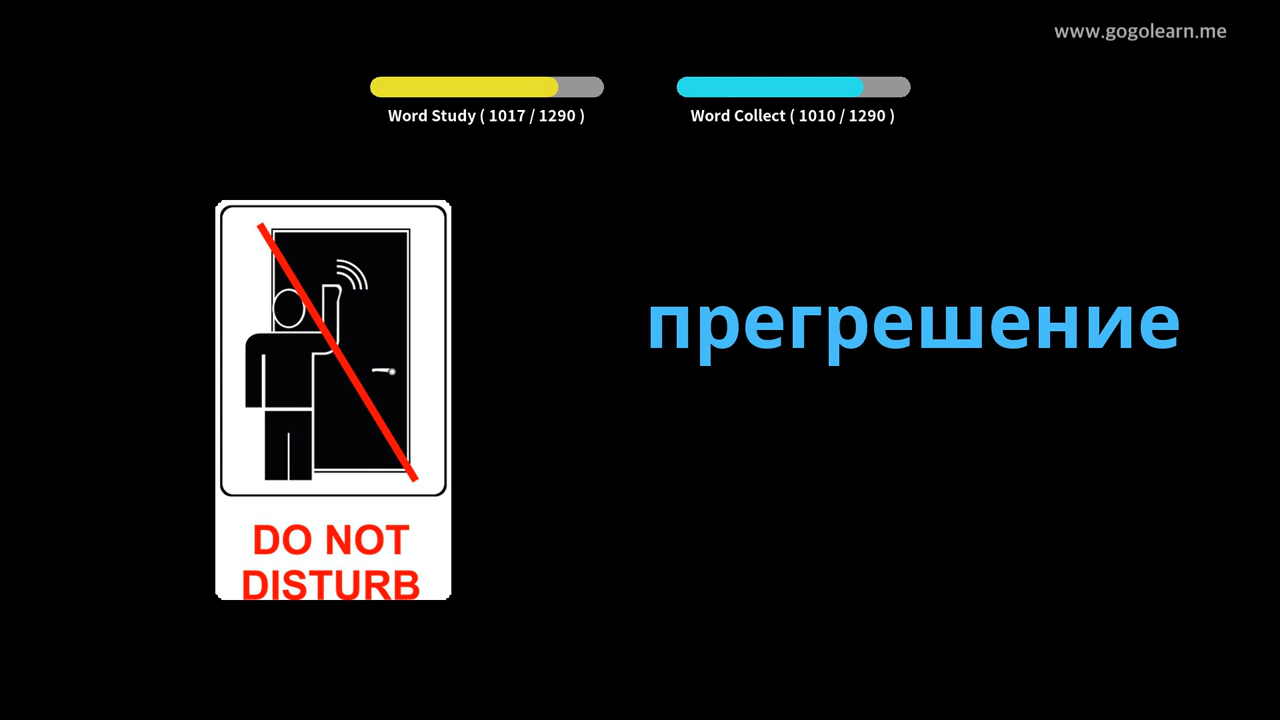 www.gogolearn.me
Word Study ( 1017 / 1290 )
Word Collect ( 1010 / 1290 )
прегрешение
DO NOT
DISTURB